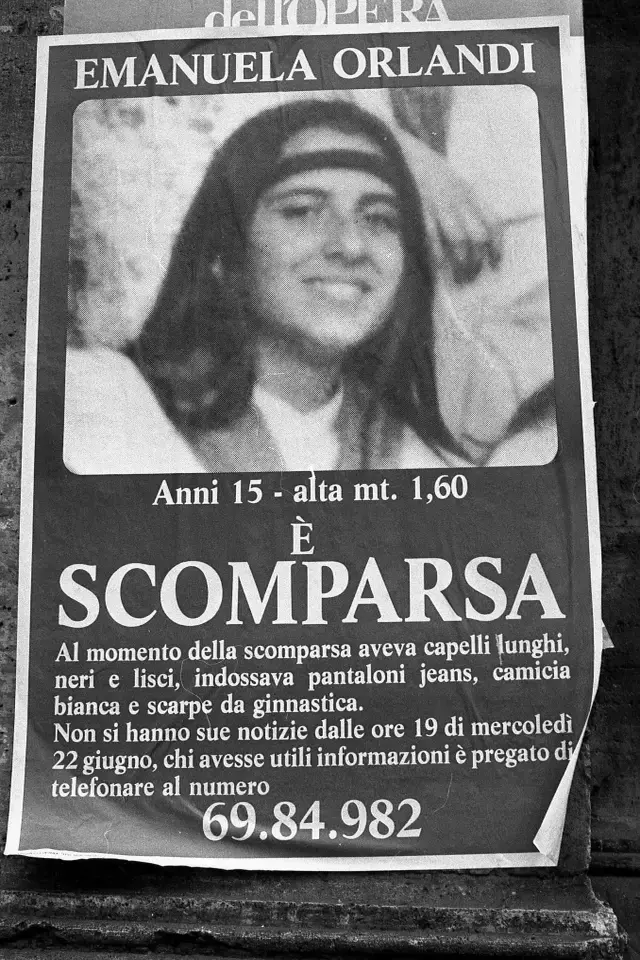 dell'OPERA
EMANUELA ORLANDI
Anni 15 - alta mt. 1,60
È
SCOMPARSA
Al momento della scomparsa aveva capelli lunghi,
neri e lisci, indossava pantaloni jeans, camicia
bianca e scarpe da ginnastica.
Non si hanno sue notizie dalle ore 19 di mercoledì
22 giugno, chi avesse utili informazioni è pregato di
telefonare al numero
69.84.982